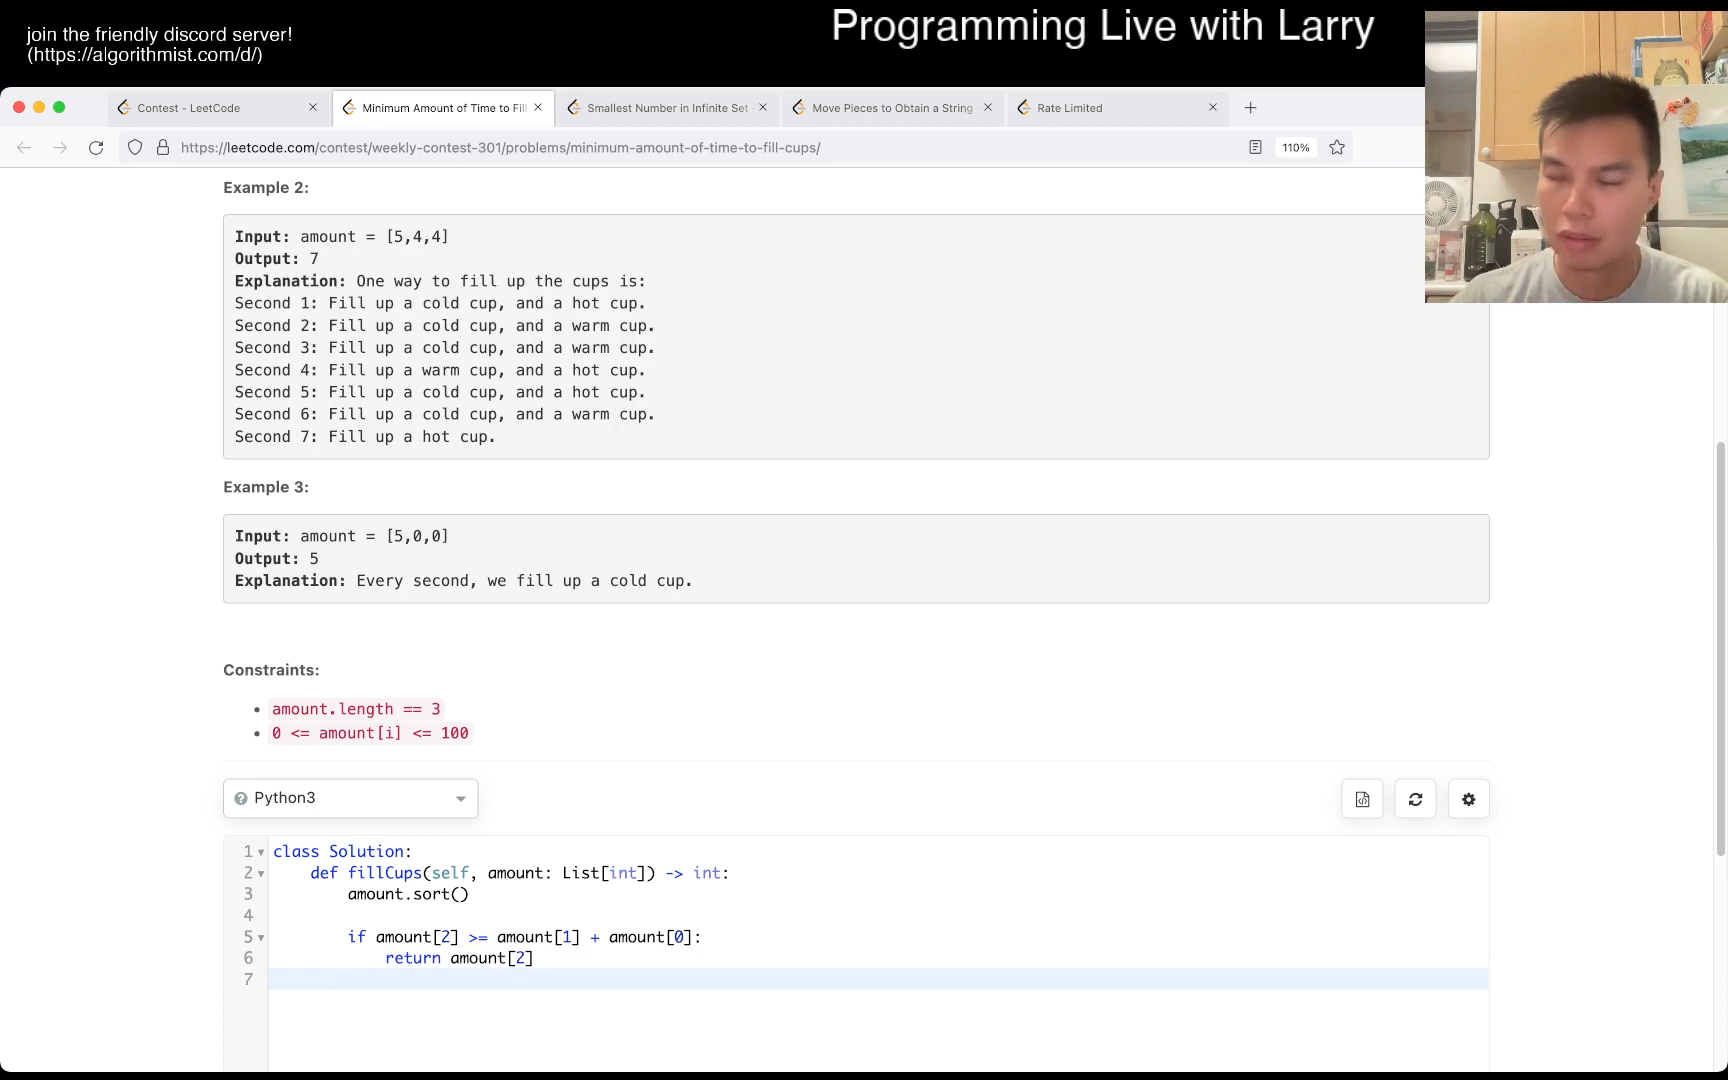 join the friendly discord server!
(https://algorithmist.com/d/)
Programming Live with Larry
Contest - LeetCode
Minimum Amount of Time to Fil
Smallest Number in Infinite Set
Move Pieces to Obtain a String
Rate Limited
https://leetcode.com/contest/weekly-contest-301/problems/minimum-amount-of-time-to-fill-cups/
110%
Example 2:
Input: amount = [5,4,4]
Output: 7
Explanation: One way to fill up the cups is:
Second 1: Fill up a cold cup, and a hot cup.
Second 2: Fill up a cold cup, and a warm cup.
Second 3: Fill up a cold cup, and a warm cup.
Second 4: Fill up a warm cup, and a hot cup.
Second 5: Fill up a cold cup, and a hot cup.
Second 6: Fill up a cold cup, and a warm cup.
Second 7: Fill up a hot cup.
Example 3:
Input: amount = [5,0,0]
Output: 5
Explanation: Every second, we fill up a cold cup.
Constraints:
amount.length == 3
0 <= amount[i] <= 100
Python3
1 class Solution:
2 def fillCups(self, amount: List[int]) -> int:
3 amount.sort()
4
5 if amount[2] >= amount[1] + amount[0]:
6 return amount[2]
7